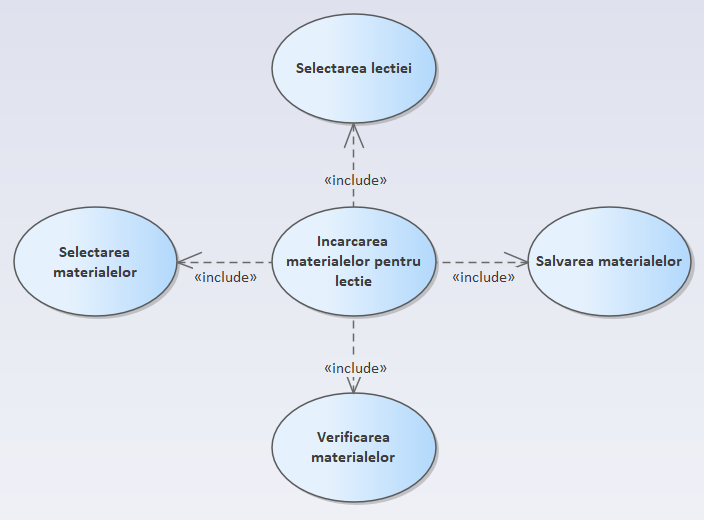 Selectarea lectiei
«include»
Selectarea
materialelor
«include»
Incarcarea
materialelor pentru
lectie
«include»
Salvarea materialelor
«include»
Verificarea
materialelor